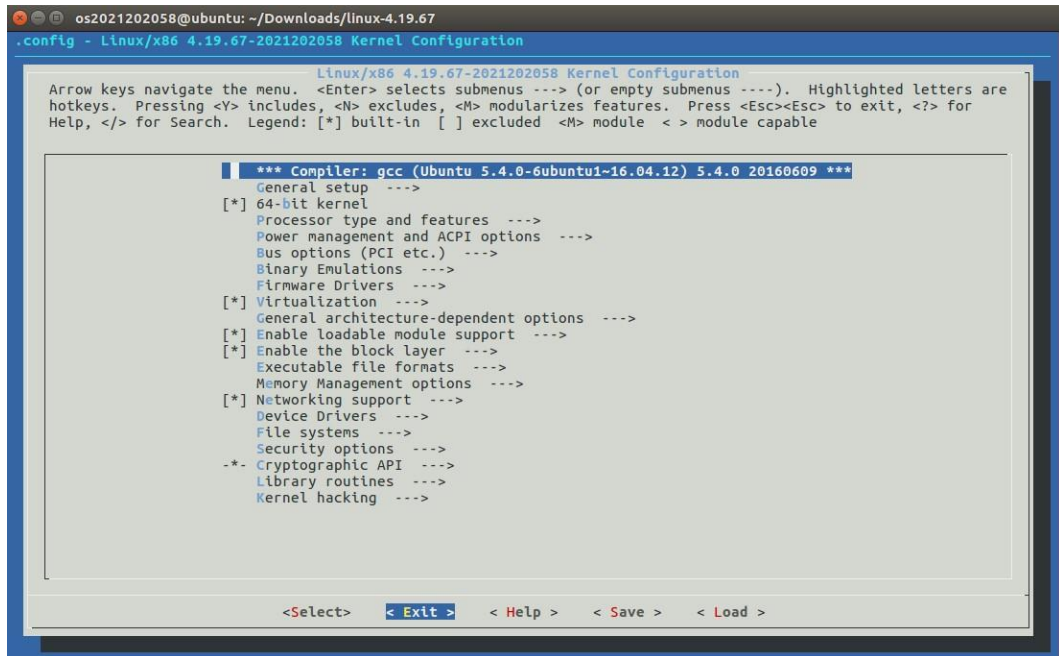 os2021202058@ubuntu: ~/Downloads/linux-4.19.67
.config - Linux/x86 4.19.67-2021202058 Kernel Configuration
Linux/x86 4.19.67-2021202058 Kernel Configuration
Arrow keys navigate the menu.  <Enter> selects submenus ---> (or empty submenus ----).  Highlighted letters are
hotkeys.  Pressing <Y> includes, <N> excludes, <M> modularizes features.  Press <Esc><Esc> to exit, <?> for
Help, </> for Search.  Legend: [*] built-in  [ ] excluded  <M> module  < > module capable
*** Compiler: gcc (Ubuntu 5.4.0-6ubuntu1~16.04.12) 5.4.0 20160609 ***
General setup  --->
[*] 64-bit kernel
Processor type and features  --->
Power management and ACPI options  --->
Bus options (PCI etc.)  --->
Binary Emulations  --->
Firmware Drivers  --->
[*] Virtualization  --->
General architecture-dependent options  --->
[*] Enable loadable module support  --->
[*] Enable the block layer  --->
Executable file formats  --->
Memory Management options  --->
[*] Networking support  --->
Device Drivers  --->
File systems  --->
Security options  --->
-*- Cryptographic API  --->
Library routines  --->
Kernel hacking  --->
<Select>    < Exit >    < Help >    < Save >    < Load >